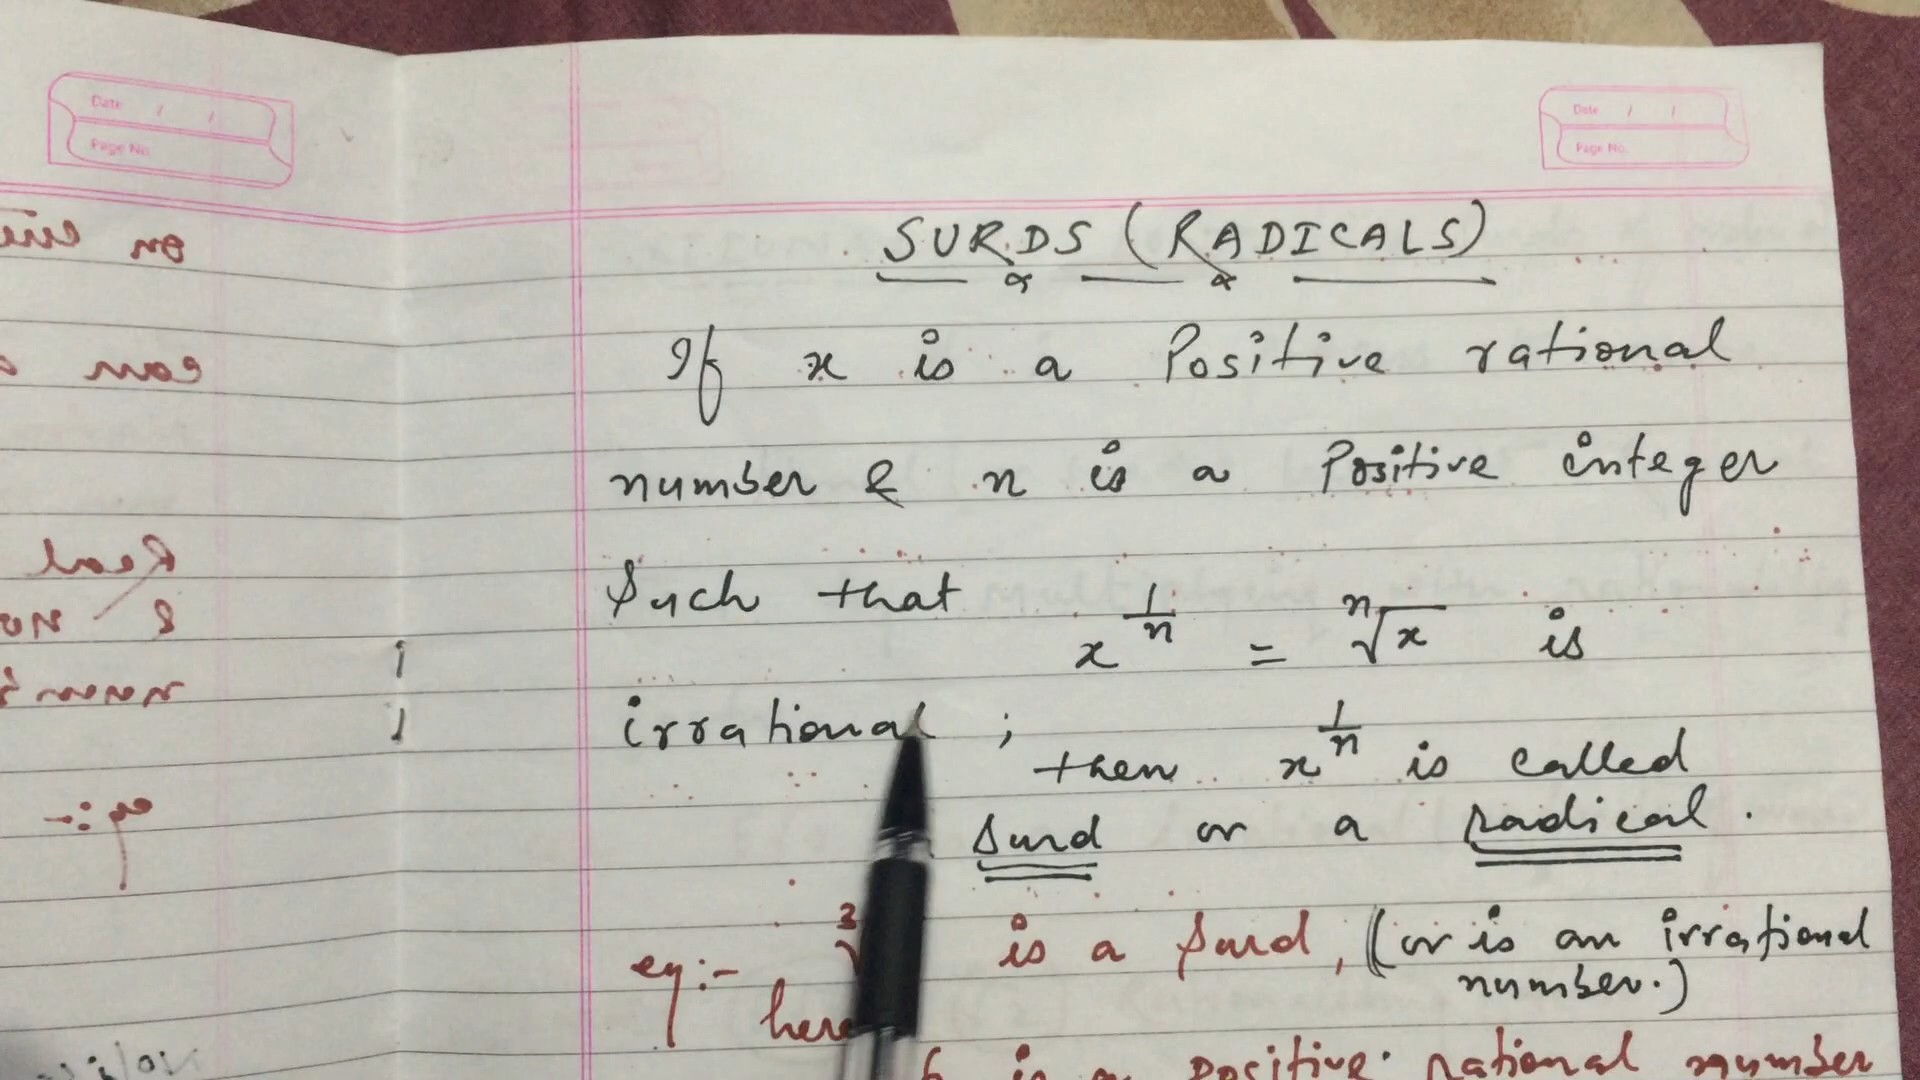 Date / /
Page No.
Date / /
Page No.
SURDS (RADICALS)
If x is a Positive rational
number & n is a Positive integer
Such that x^{1/n} = ⁿ√x is
irrational ; then x^{1/n} is called
Surd or a radical.
eg:- ³√ is a Surd, (or is an irrational
number.)
here
6 is a positive rational number